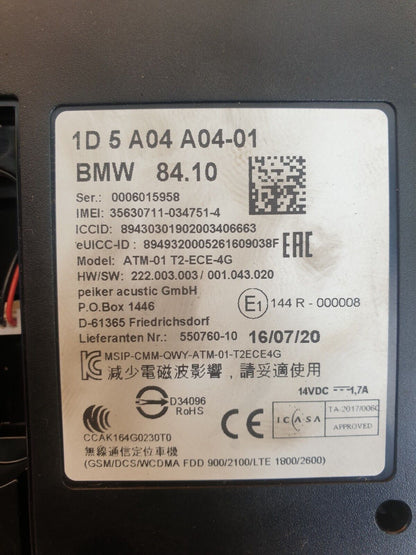 1D 5 A04 A04-01
BMW 84.10
Ser.: 0006015958
IMEI: 35630711-034751-4
ICCID: 89430301902003406663
eUICC-ID : 8949320005261609038F
EAC
Model: ATM-01 T2-ECE-4G
HW/SW: 222.003.003 / 001.043.020
peiker acustic GmbH
P.O.Box 1446
E1 144 R - 000008
D-61365 Friedrichsdorf
Lieferanten Nr.: 550760-10 16/07/20
MSIP-CMM-QWY-ATM-01-T2ECE4G
減少電磁波影響，請妥適使用
14VDC 1,7A
D34096
RoHS
CE
ICASA
TA-2017/0060
APPROVED
CCAK164G0230T0
無線通信定位車機
(GSM/DCS/WCDMA FDD 900/2100/LTE 1800/2600)